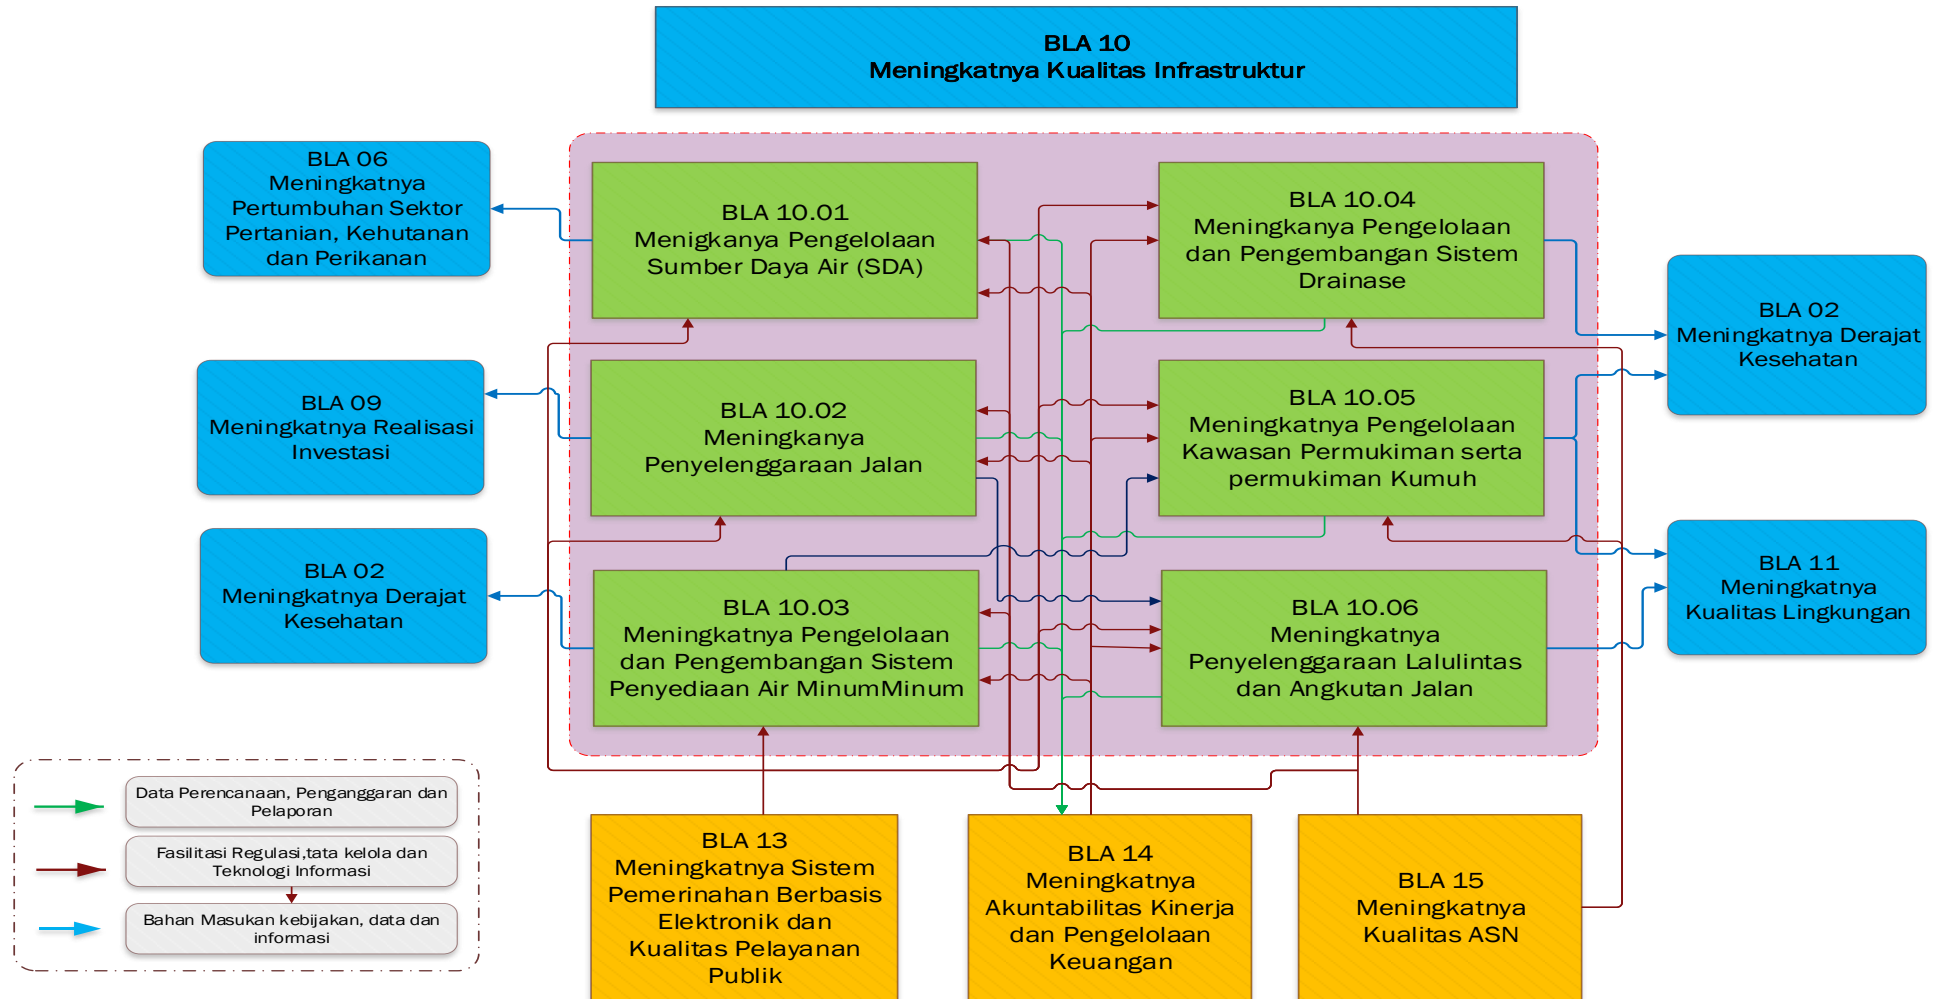 BLA 10
Meningkatnya Kualitas Infrastruktur
BLA 06
Meningkatnya
Pertumbuhan Sektor
Pertanian, Kehutanan
dan Perikanan
BLA 10.01
Menigkanya Pengelolaan
Sumber Daya Air (SDA)
BLA 10.04
Meningkanya Pengelolaan
dan Pengembangan Sistem
Drainase
BLA 02
Meningkatnya Derajat
Kesehatan
BLA 09
Meningkatnya Realisasi
Investasi
BLA 10.02
Meningkanya
Penyelenggaraan Jalan
BLA 10.05
Meningkatnya Pengelolaan
Kawasan Permukiman serta
permukiman Kumuh
BLA 02
Meningkatnya Derajat
Kesehatan
BLA 10.03
Meningkatnya Pengelolaan
dan Pengembangan Sistem
Penyediaan Air MinumMinum
BLA 10.06
Meningkatnya
Penyelenggaraan Lalulintas
dan Angkutan Jalan
BLA 11
Meningkatnya
Kualitas Lingkungan
Data Perencanaan, Penganggaran dan
Pelaporan
Fasilitasi Regulasi,tata kelola dan
Teknologi Informasi
Bahan Masukan kebijakan, data dan
informasi
BLA 13
Meningkatnya Sistem
Pemerinahan Berbasis
Elektronik dan
Kualitas Pelayanan
Publik
BLA 14
Meningkatnya
Akuntabilitas Kinerja
dan Pengelolaan
Keuangan
BLA 15
Meningkatnya
Kualitas ASN